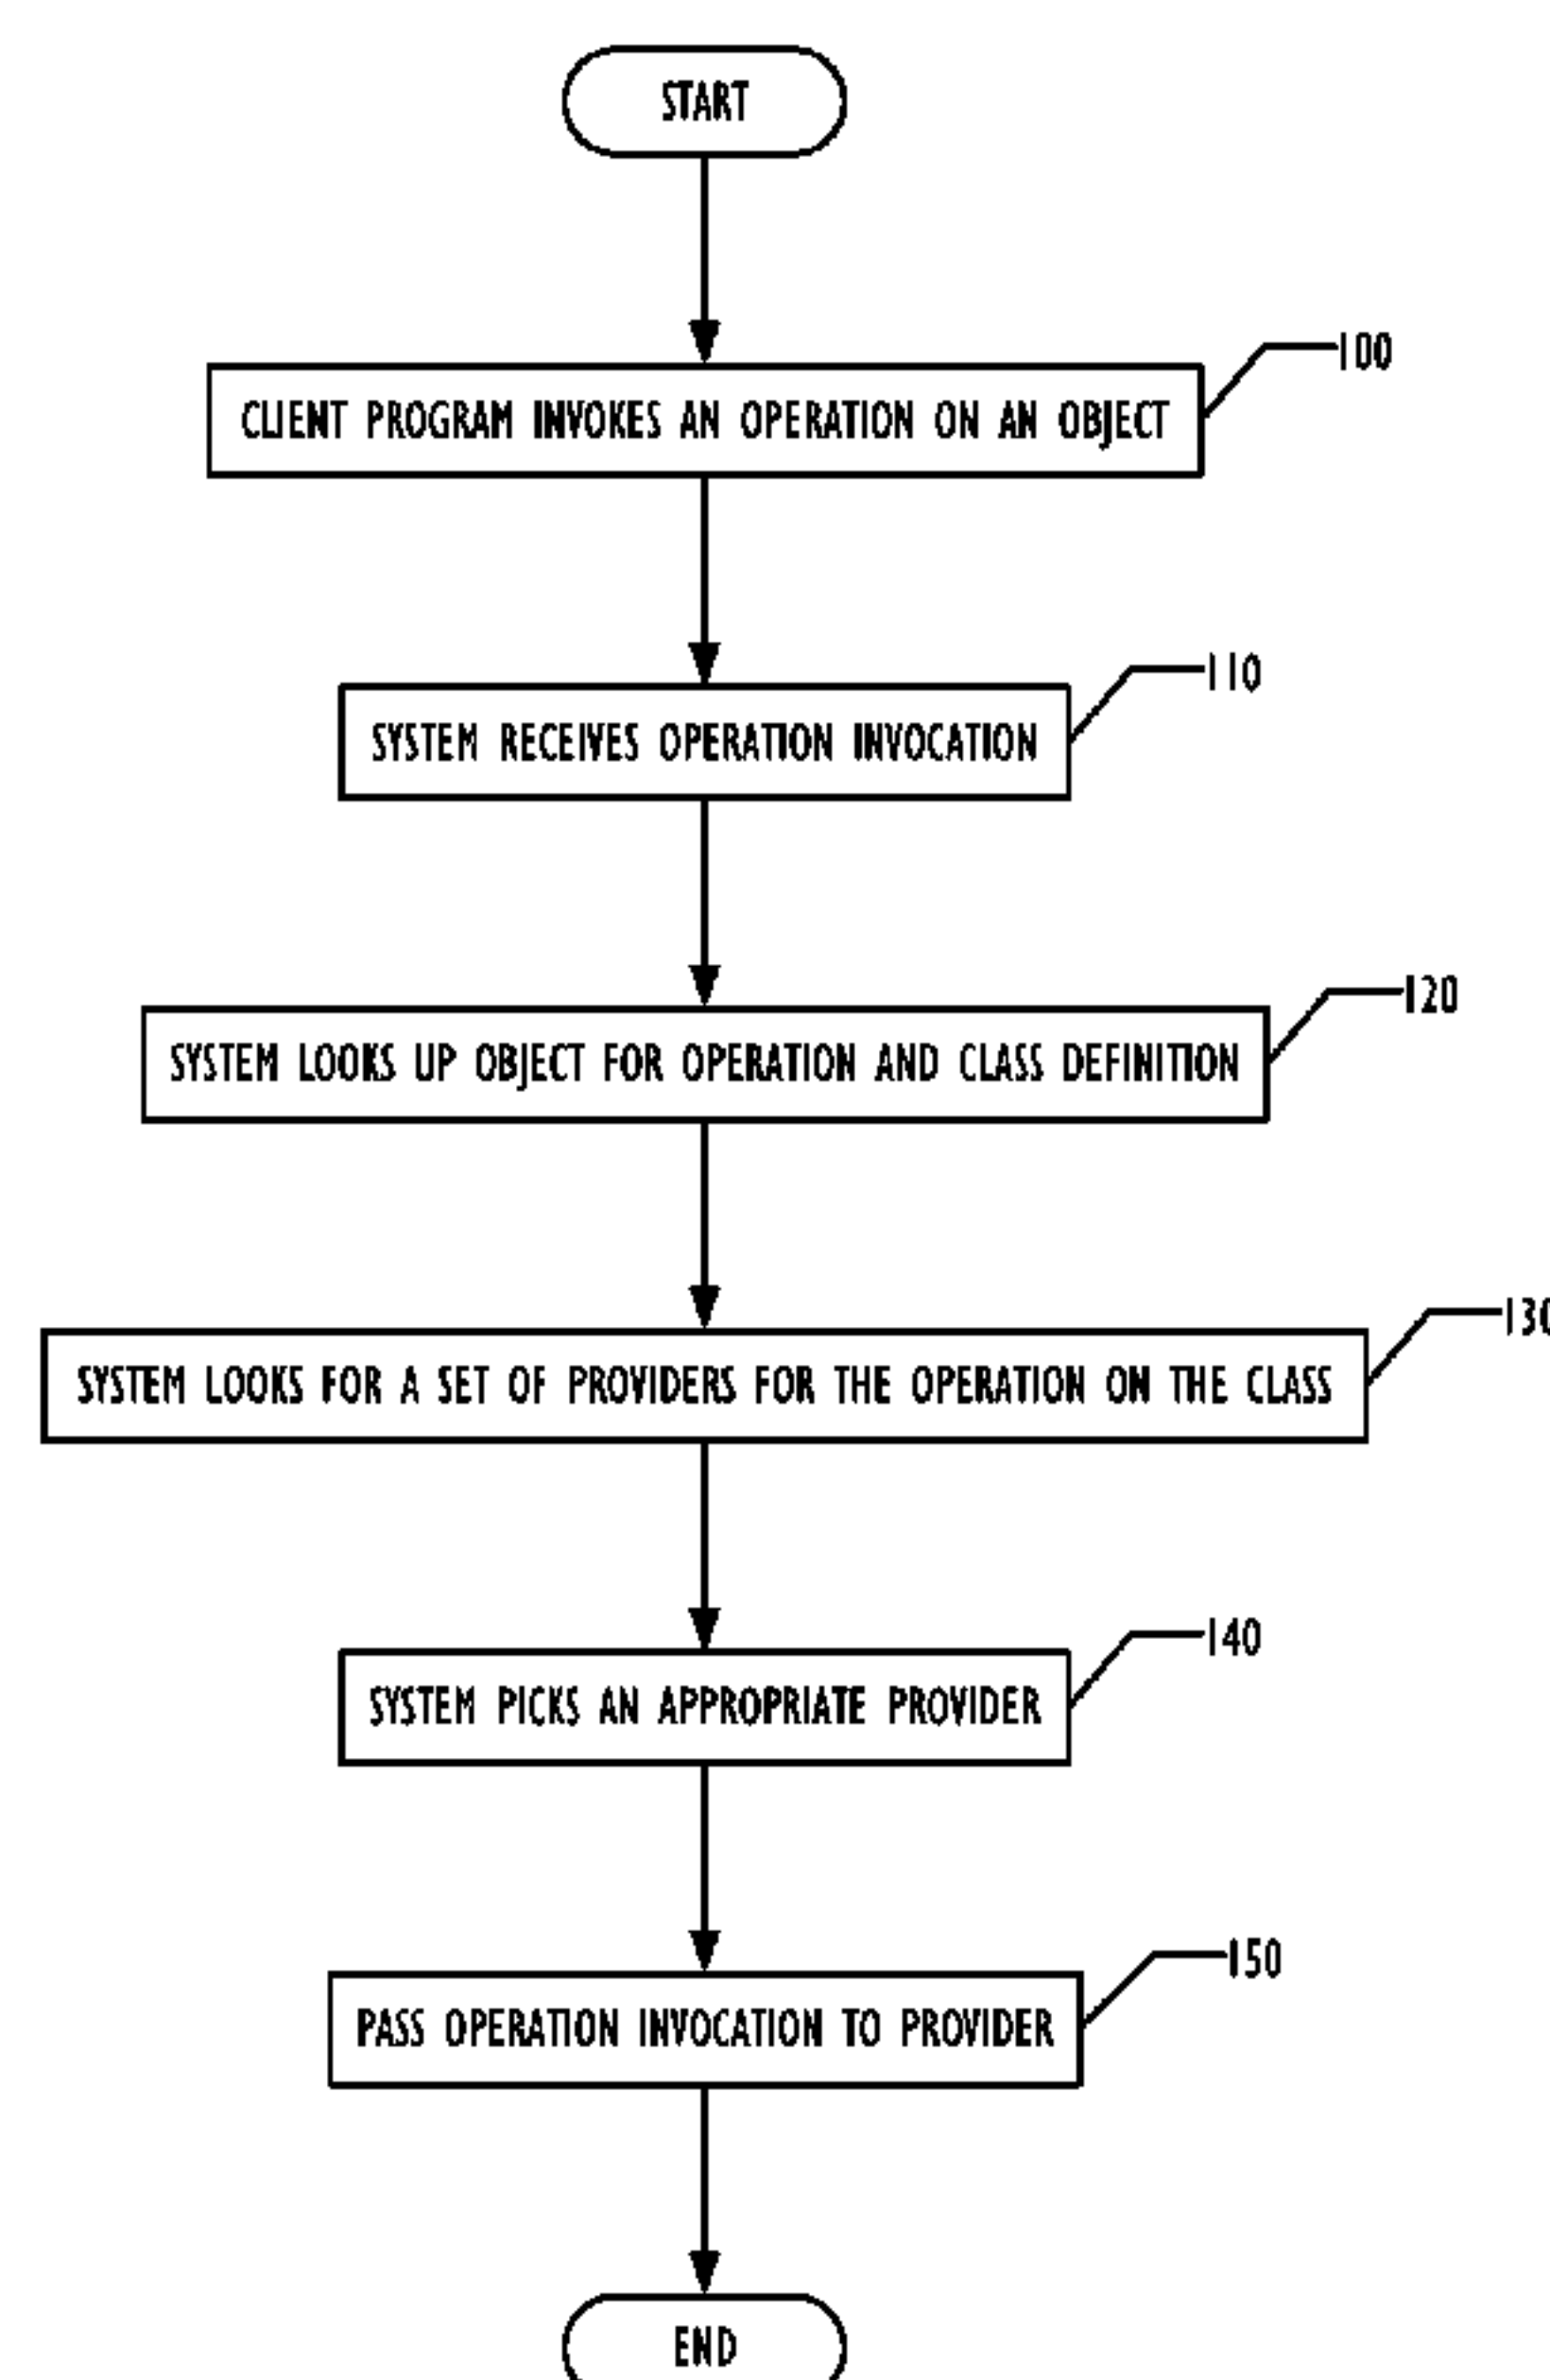 START
100
CLIENT PROGRAM INVOKES AN OPERATION ON AN OBJECT
110
SYSTEM RECEIVES OPERATION INVOCATION
120
SYSTEM LOOKS UP OBJECT FOR OPERATION AND CLASS DEFINITION
130
SYSTEM LOOKS FOR A SET OF PROVIDERS FOR THE OPERATION ON THE CLASS
140
SYSTEM PICKS AN APPROPRIATE PROVIDER
150
PASS OPERATION INVOCATION TO PROVIDER
END